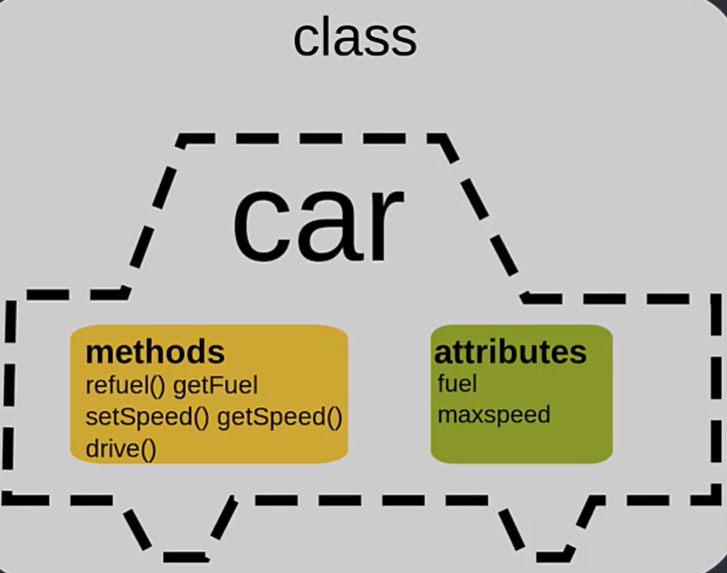 class
car
methods
refuel() getFuel
setSpeed() getSpeed()
drive()
attributes
fuel
maxspeed